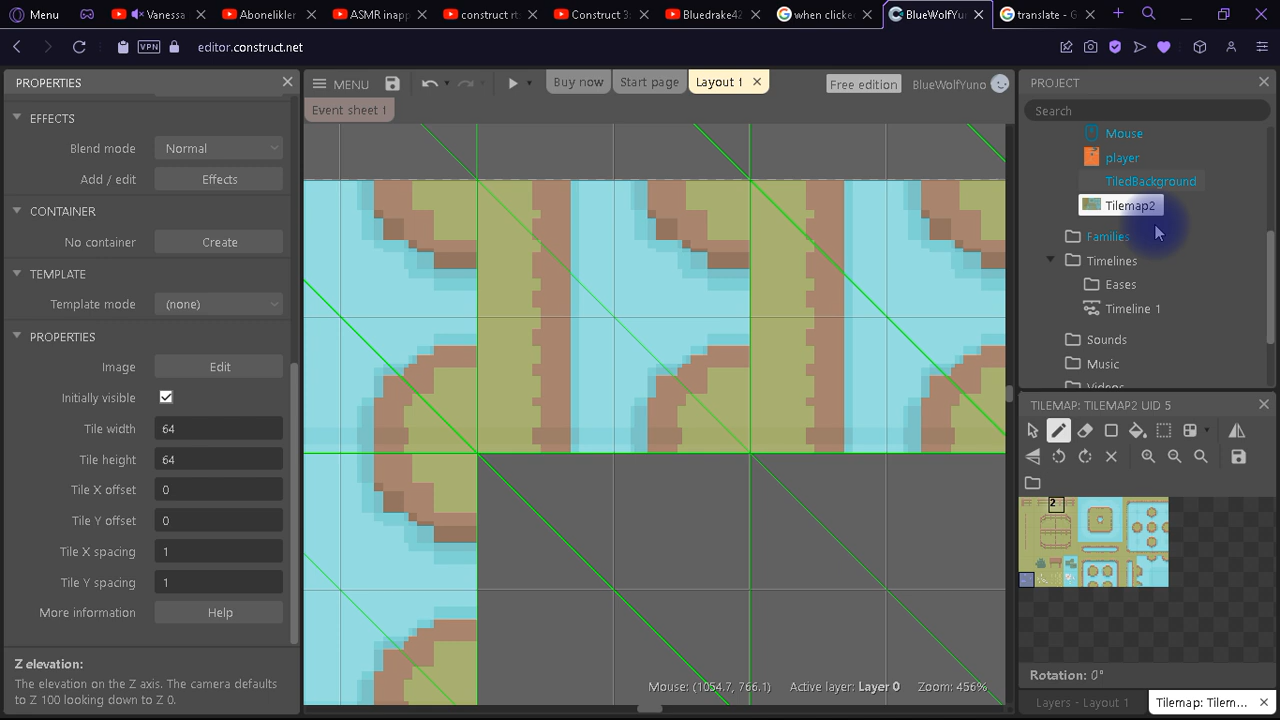 Menu
Vanessa
Abonelikler
ASMR inap
construct rt
Construct 3
Bluedrake42
when clicke
BlueWolfYu
translate - G
VPN
editor.construct.net
PROPERTIES
EFFECTS
Blend mode
Normal
Add / edit
Effects
CONTAINER
No container
Create
TEMPLATE
Template mode
(none)
PROPERTIES
Image
Edit
Initially visible
Tile width
64
Tile height
64
Tile X offset
0
Tile Y offset
0
Tile X spacing
1
Tile Y spacing
1
More information
Help
Z elevation:
The elevation on the Z axis. The camera defaults
to Z 100 looking down to Z 0.
MENU
Buy now
Start page
Layout 1
Free edition
BlueWolfYuno
Event sheet 1
Mouse: (1054.7, 766.1)
Active layer: Layer 0
Zoom: 456%
PROJECT
Search
Mouse
player
TiledBackground
Tilemap2
Families
Timelines
Eases
Timeline 1
Sounds
Music
Videos
TILEMAP: TILEMAP2 UID 5
2
Rotation: 0°
Layers - Layout 1
Tilemap: Tilem...